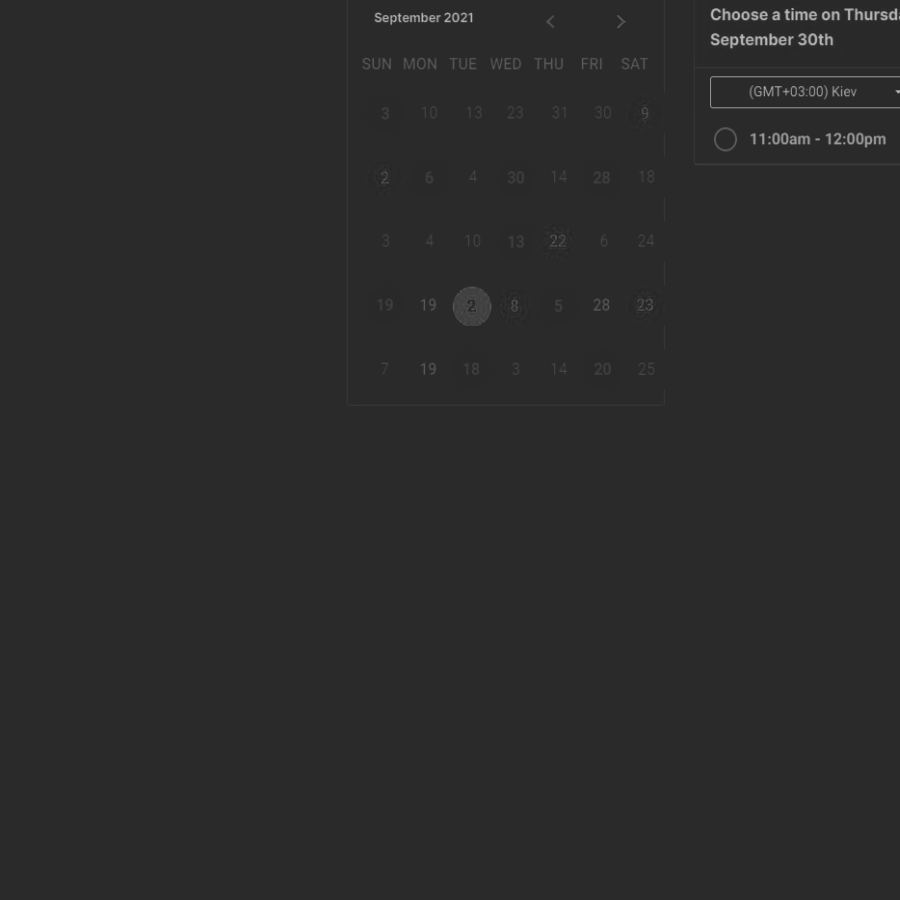 September 2021
SUN MON TUE WED THU FRI SAT
3 10 13 23 31 30 9
2 6 4 30 14 28 18
3 4 10 13 22 6 24
19 19 2 8 5 28 23
7 19 18 3 14 20 25
Choose a time on Thursda
September 30th
(GMT+03:00) Kiev
11:00am - 12:00pm